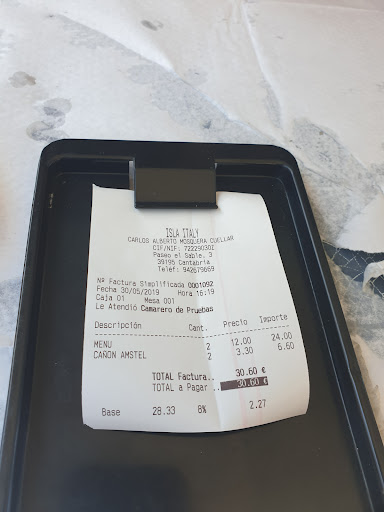 ISLA ITALY
CARLOS ALBERTO MOSQUERA CUELLAR
CIF/NIF: 72229030Z
Paseo el Sable, 3
39195 Cantabria
Teléf: 942679669
Nº Factura Simplificada 0001092
Fecha 30/05/2019 Hora 16:19
Caja 01 Mesa 001
Le Atendió Camarero de Pruebas
Descripción Cant. Precio Importe
MENU 2 12.00 24.00
CAÑON AMSTEL 2 3.30 6.60
TOTAL Factura.. 30.60 €
TOTAL a Pagar .. 30.60 €
Base 28.33 8% 2.27